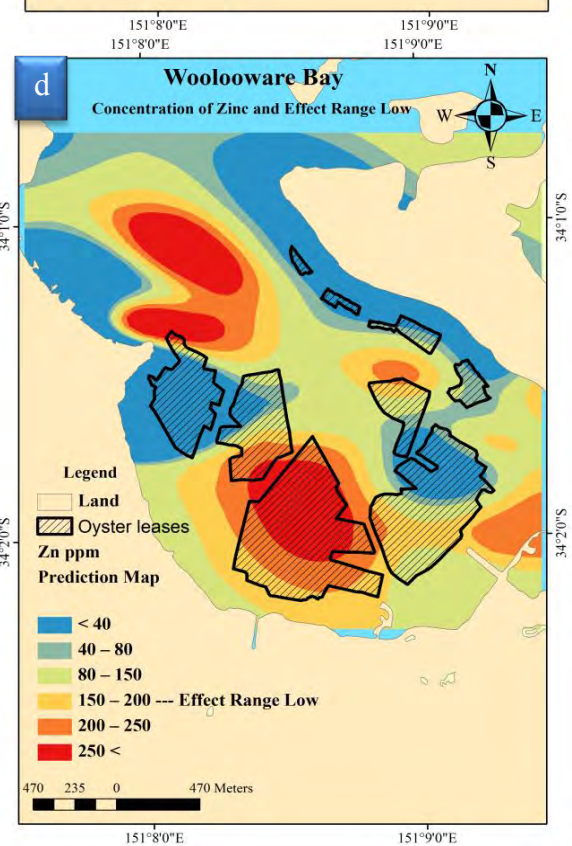 151°8'0"E 151°9'0"E
151°8'0"E 151°9'0"E
d
Woolooware Bay
Concentration of Zinc and Effect Range Low
N
W E
S
34°1'0"S 34°1'0"S
Legend
Land
Oyster leases
Zn ppm
Prediction Map
34°2'0"S 34°2'0"S
< 40
40 – 80
80 – 150
150 – 200 --- Effect Range Low
200 – 250
250 <
470 235 0 470 Meters
151°8'0"E 151°9'0"E